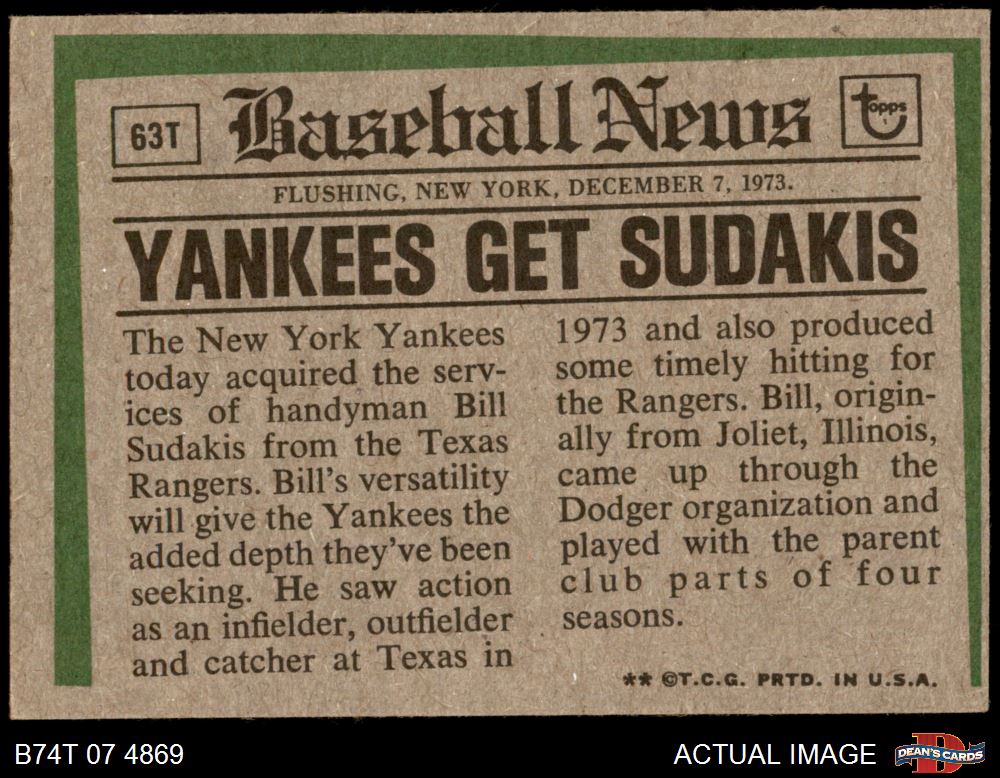 63T
Baseball News
topps
FLUSHING, NEW YORK, DECEMBER 7, 1973.
YANKEES GET SUDAKIS
The New York Yankees
today acquired the serv-
ices of handyman Bill
Sudakis from the Texas
Rangers. Bill's versatility
will give the Yankees the
added depth they've been
seeking. He saw action
as an infielder, outfielder
and catcher at Texas in
1973 and also produced
some timely hitting for
the Rangers. Bill, origin-
ally from Joliet, Illinois,
came up through the
Dodger organization and
played with the parent
club parts of four
seasons.
** ©T.C.G. PRTD. IN U.S.A.
B74T 07 4869
ACTUAL IMAGE
DEAN'S CARDS